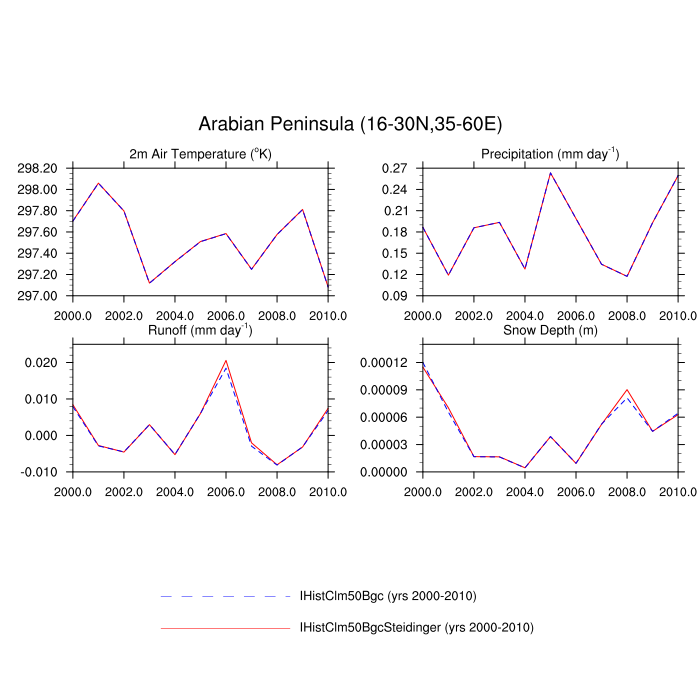 Arabian Peninsula (16-30N,35-60E)
2m Air Temperature (°K)
298.20
298.00
297.80
297.60
297.40
297.20
297.00
2000.0 2002.0 2004.0 2006.0 2008.0 2010.0
Precipitation (mm day⁻¹)
0.27
0.24
0.21
0.18
0.15
0.12
0.09
2000.0 2002.0 2004.0 2006.0 2008.0 2010.0
Runoff (mm day⁻¹)
0.020
0.010
0.000
-0.010
2000.0 2002.0 2004.0 2006.0 2008.0 2010.0
Snow Depth (m)
0.00012
0.00009
0.00006
0.00003
0.00000
2000.0 2002.0 2004.0 2006.0 2008.0 2010.0
IHistClm50Bgc (yrs 2000-2010)
IHistClm50BgcSteidinger (yrs 2000-2010)